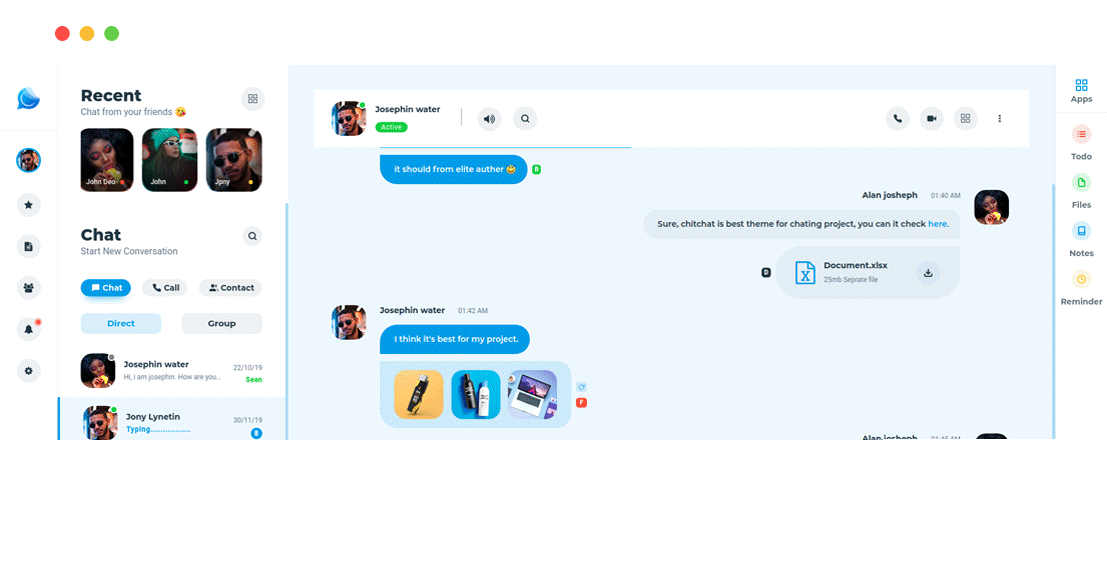 Recent
Chat from your friends 😘
John Deo
John
Jpny
Chat
Start New Conversation
Chat
Call
Contact
Direct
Group
Josephin water
22/10/19
Hi, i am josephin. How are you...
Seen
Jony Lynetin
30/11/19
Typing................
8
Josephin water
Active
it should from elite auther 😊
R
Alan josheph
01:40 AM
Sure, chitchat is best theme for chating project, you can it check here.
D
X
Document.xlsx
25mb Seprate file
Josephin water
01:42 AM
I think it's best for my project.
F
Alan josheph
01:45 AM
Apps
Todo
Files
Notes
Reminder